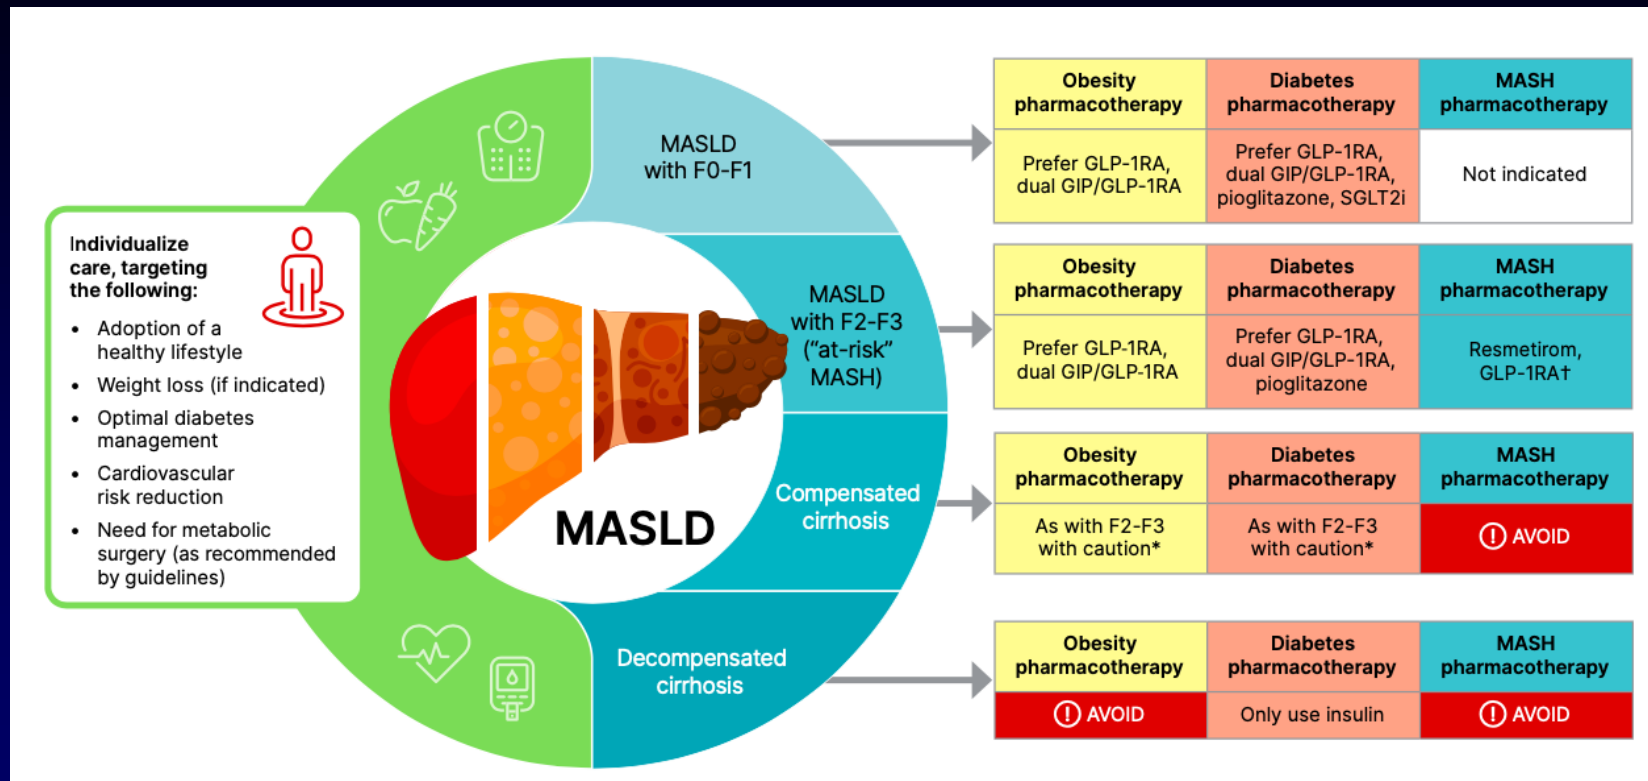 Individualize
care, targeting
the following:
• Adoption of a
healthy lifestyle
• Weight loss (if indicated)
• Optimal diabetes
management
• Cardiovascular
risk reduction
• Need for metabolic
surgery (as recommended
by guidelines)
MASLD
MASLD
with F0-F1
Obesity
pharmacotherapy
Diabetes
pharmacotherapy
MASH
pharmacotherapy
Prefer GLP-1RA,
dual GIP/GLP-1RA
Prefer GLP-1RA,
dual GIP/GLP-1RA,
pioglitazone, SGLT2i
Not indicated
MASLD
with F2-F3
(“at-risk”
MASH)
Obesity
pharmacotherapy
Diabetes
pharmacotherapy
MASH
pharmacotherapy
Prefer GLP-1RA,
dual GIP/GLP-1RA
Prefer GLP-1RA,
dual GIP/GLP-1RA,
pioglitazone
Resmetirom,
GLP-1RA†
Compensated
cirrhosis
Obesity
pharmacotherapy
Diabetes
pharmacotherapy
MASH
pharmacotherapy
As with F2-F3
with caution*
As with F2-F3
with caution*
! AVOID
Decompensated
cirrhosis
Obesity
pharmacotherapy
Diabetes
pharmacotherapy
MASH
pharmacotherapy
! AVOID
Only use insulin
! AVOID